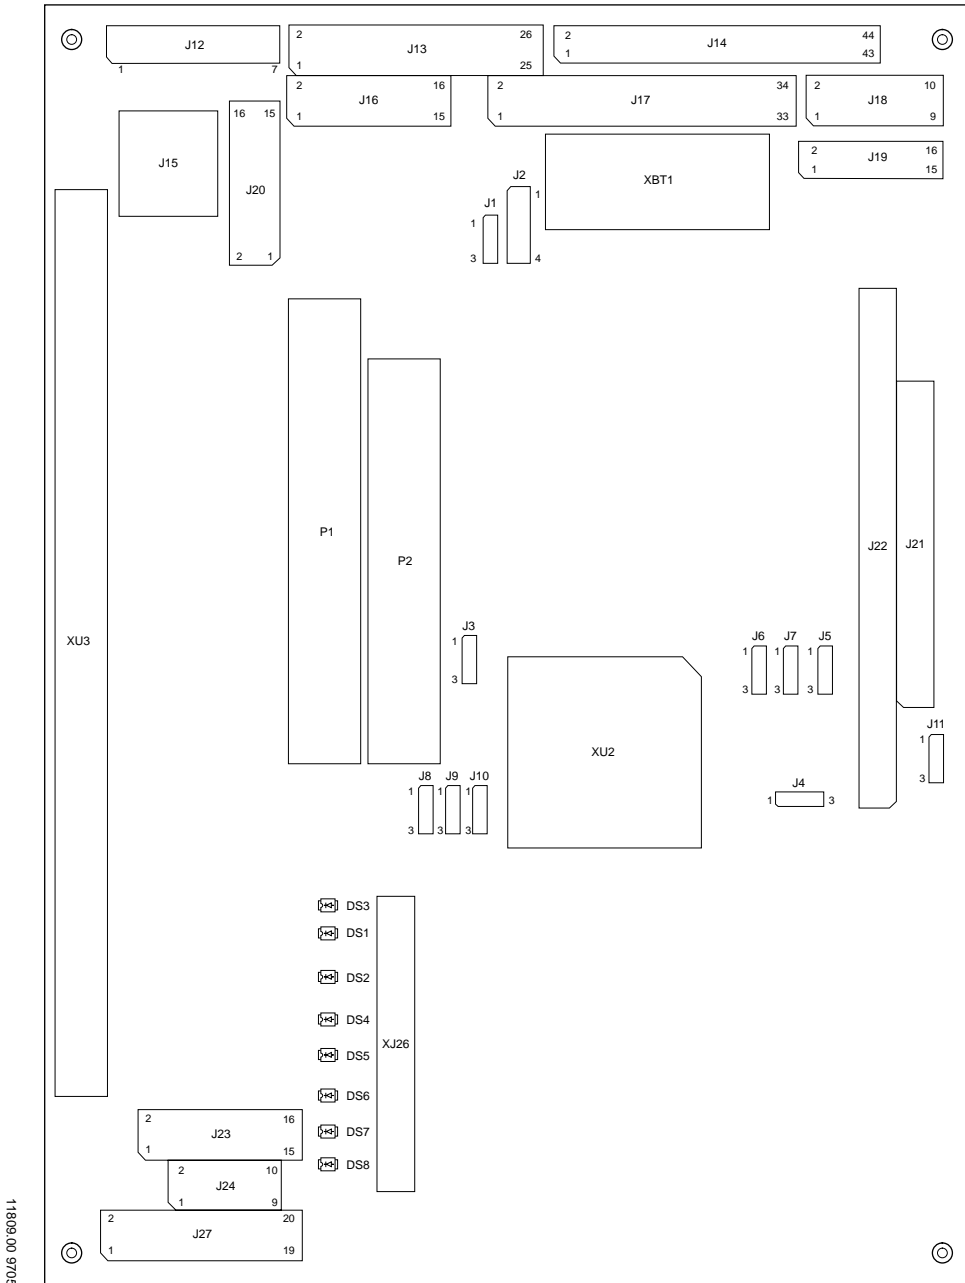 J12
1 7
2 26
J13
1 25
2 44
J14
1 43
2 16
J16
1 15
2 34
J17
1 33
2 10
J18
1 9
2 16
J19
1 15
J15
16 15
J20
2 1
XBT1
J2
1
4
J1
1
3
P1
P2
J22
J21
XU3
J3
1
3
J6
1
3
J7
1
3
J5
1
3
XU2
J11
1
3
J8
1
3
J9
1
3
J10
1
3
J4
1 3
DS3
DS1
DS2
DS4
DS5
DS6
DS7
DS8
XJ26
2 16
J23
1 15
2 10
J24
1 9
2 20
J27
1 19
11809.00 9705